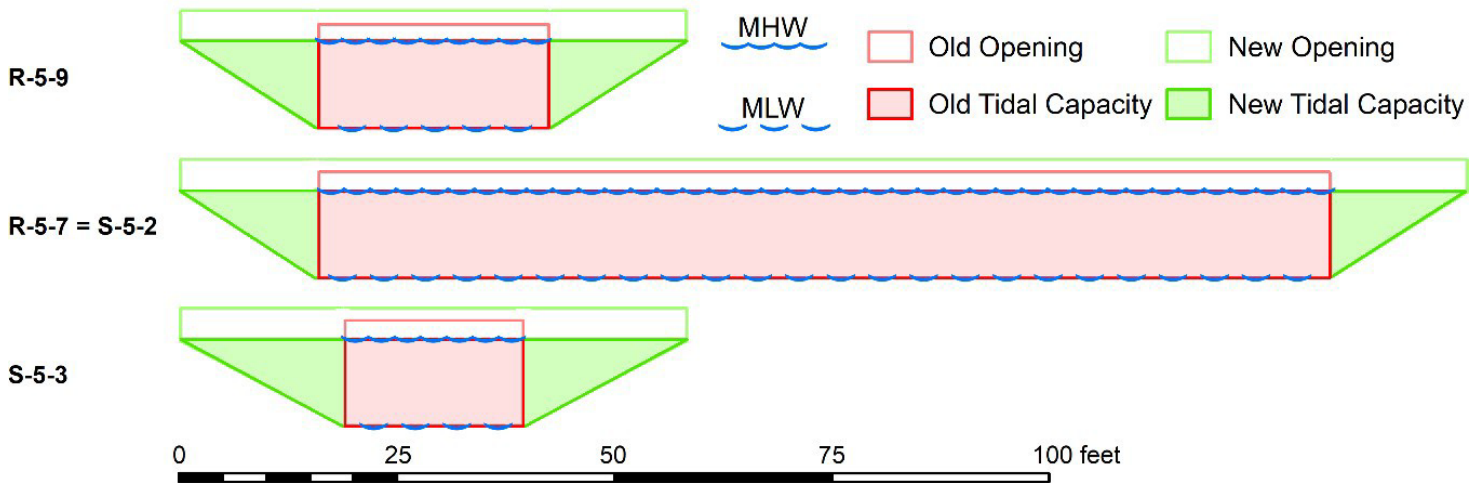 MHW
Old Opening
New Opening
R-5-9
MLW
Old Tidal Capacity
New Tidal Capacity
R-5-7 = S-5-2
S-5-3
0 25 50 75 100 feet